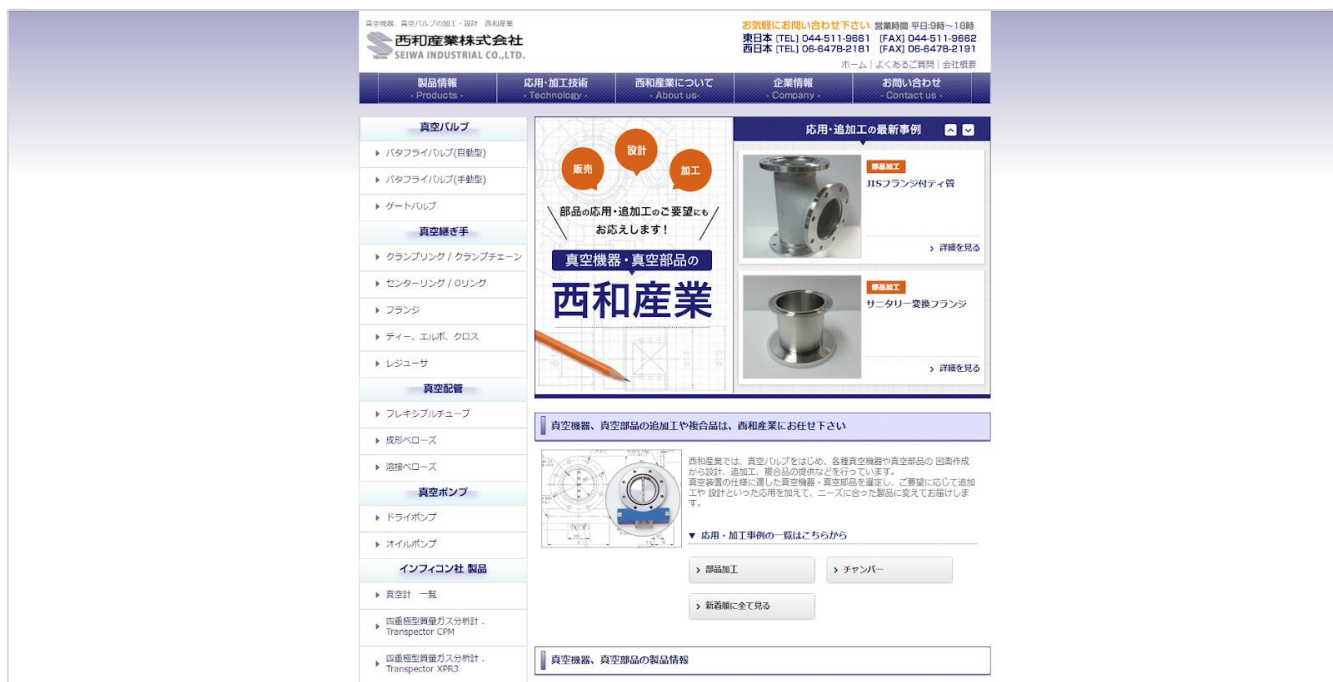 真空機器、真空バルブの加工・設計 西和産業
西和産業株式会社
SEIWA INDUSTRIAL CO.,LTD.
お気軽にお問い合わせ下さい 営業時間 平日:9時～18時
東日本 [TEL] 044-511-9661 [FAX] 044-511-9662
西日本 [TEL] 06-6478-2181 [FAX] 06-6478-2191
ホーム | よくあるご質問 | 会社概要
製品情報
- Products -
応用・加工技術
- Technology -
西和産業について
- About us-
企業情報
- Company -
お問い合わせ
- Contact us -
真空バルブ
バタフライバルブ(自動型)
バタフライバルブ(手動型)
ゲートバルブ
真空継ぎ手
クランプリング / クランプチェーン
センターリング / Oリング
フランジ
ティー、エルボ、クロス
レジューサ
真空配管
フレキシブルチューブ
成形ベローズ
溶接ベローズ
真空ポンプ
ドライポンプ
オイルポンプ
インフィコン社 製品
真空計 一覧
四重極型質量ガス分析計 .
Transpector CPM
四重極型質量ガス分析計 .
Transpector XPR3
販売
設計
加工
部品の応用・追加工のご要望にも
お応えします！
真空機器・真空部品の
西和産業
応用・追加工の最新事例
部品加工
JISフランジ付ティ管
詳細を見る
部品加工
サニタリー変換フランジ
詳細を見る
真空機器、真空部品の追加工や複合品は、西和産業にお任せ下さい
西和産業では、真空バルブをはじめ、各種真空機器や真空部品の 図面作成
から設計、追加工、複合品の提供などを行っています。
真空装置の仕様に適した真空機器・真空部品を選定し、ご要望に応じて追加
工や 設計といった応用を加えて、ニーズに合った製品に変えてお届けしま
す。
▼ 応用・加工事例の一覧はこちらから
部品加工
チャンバー
新着順に全て見る
真空機器、真空部品の製品情報